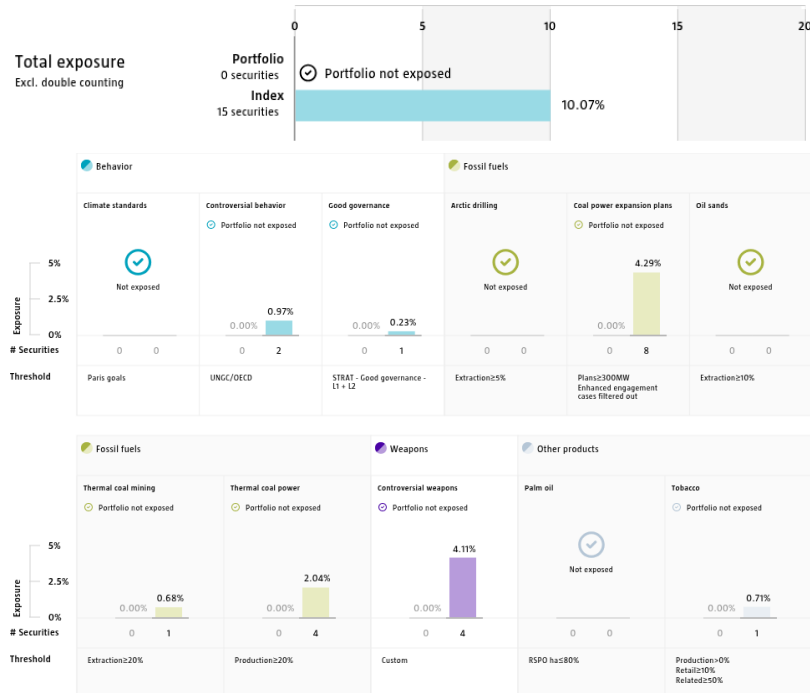 0 5 10 15 20
Total exposure
Excl. double counting
Portfolio
0 securities
Portfolio not exposed
Index
15 securities
10.07%
Behavior
Fossil fuels
Climate standards
Controversial behavior
Good governance
Arctic drilling
Coal power expansion plans
Oil sands
Portfolio not exposed
Portfolio not exposed
Portfolio not exposed
Not exposed
Not exposed
Not exposed
Exposure
5%
2.5%
0%
0.00% 0.97%
0.00% 0.23%
0.00% 4.29%
# Securities 0 0 0 2 0 1 0 0 0 8 0 0
Threshold
Paris goals
UNGC/OECD
STRAT - Good governance -
L1 + L2
Extraction≥5%
Plans≥300MW
Enhanced engagement
cases filtered out
Extraction≥10%
Fossil fuels
Weapons
Other products
Thermal coal mining
Thermal coal power
Controversial weapons
Palm oil
Tobacco
Portfolio not exposed
Portfolio not exposed
Portfolio not exposed
Portfolio not exposed
Not exposed
Exposure
5%
2.5%
0%
0.00% 0.68%
0.00% 2.04%
0.00% 4.11%
0.00% 0.71%
# Securities 0 1 0 4 0 4 0 0 0 1
Threshold
Extraction≥20%
Production≥20%
Custom
RSPO ha≤80%
Production>0%
Retail≥10%
Related≥50%